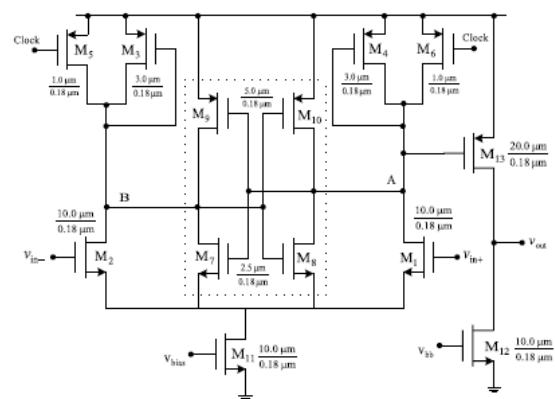 Clock
M5
M3
M4
M6
Clock
1.0 μm
0.18 μm
3.0 μm
0.18 μm
5.0 μm
0.18 μm
3.0 μm
0.18 μm
1.0 μm
0.18 μm
M9
M10
M13
20.0 μm
0.18 μm
B
A
10.0 μm
0.18 μm
10.0 μm
0.18 μm
vin−
M2
M7
2.5 μm
0.18 μm
M8
M1
vin+
vout
vbias
M11
10.0 μm
0.18 μm
vbb
M12
10.0 μm
0.18 μm